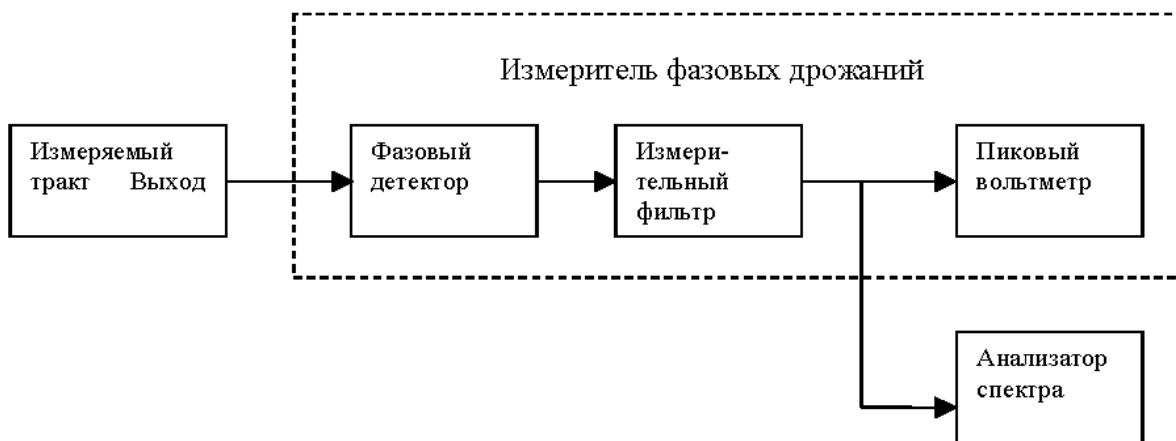 Измеритель фазовых дрожаний
Измеряемый
тракт Выход
Фазовый
детектор
Измери-
тельный
фильтр
Пиковый
вольтметр
Анализатор
спектра